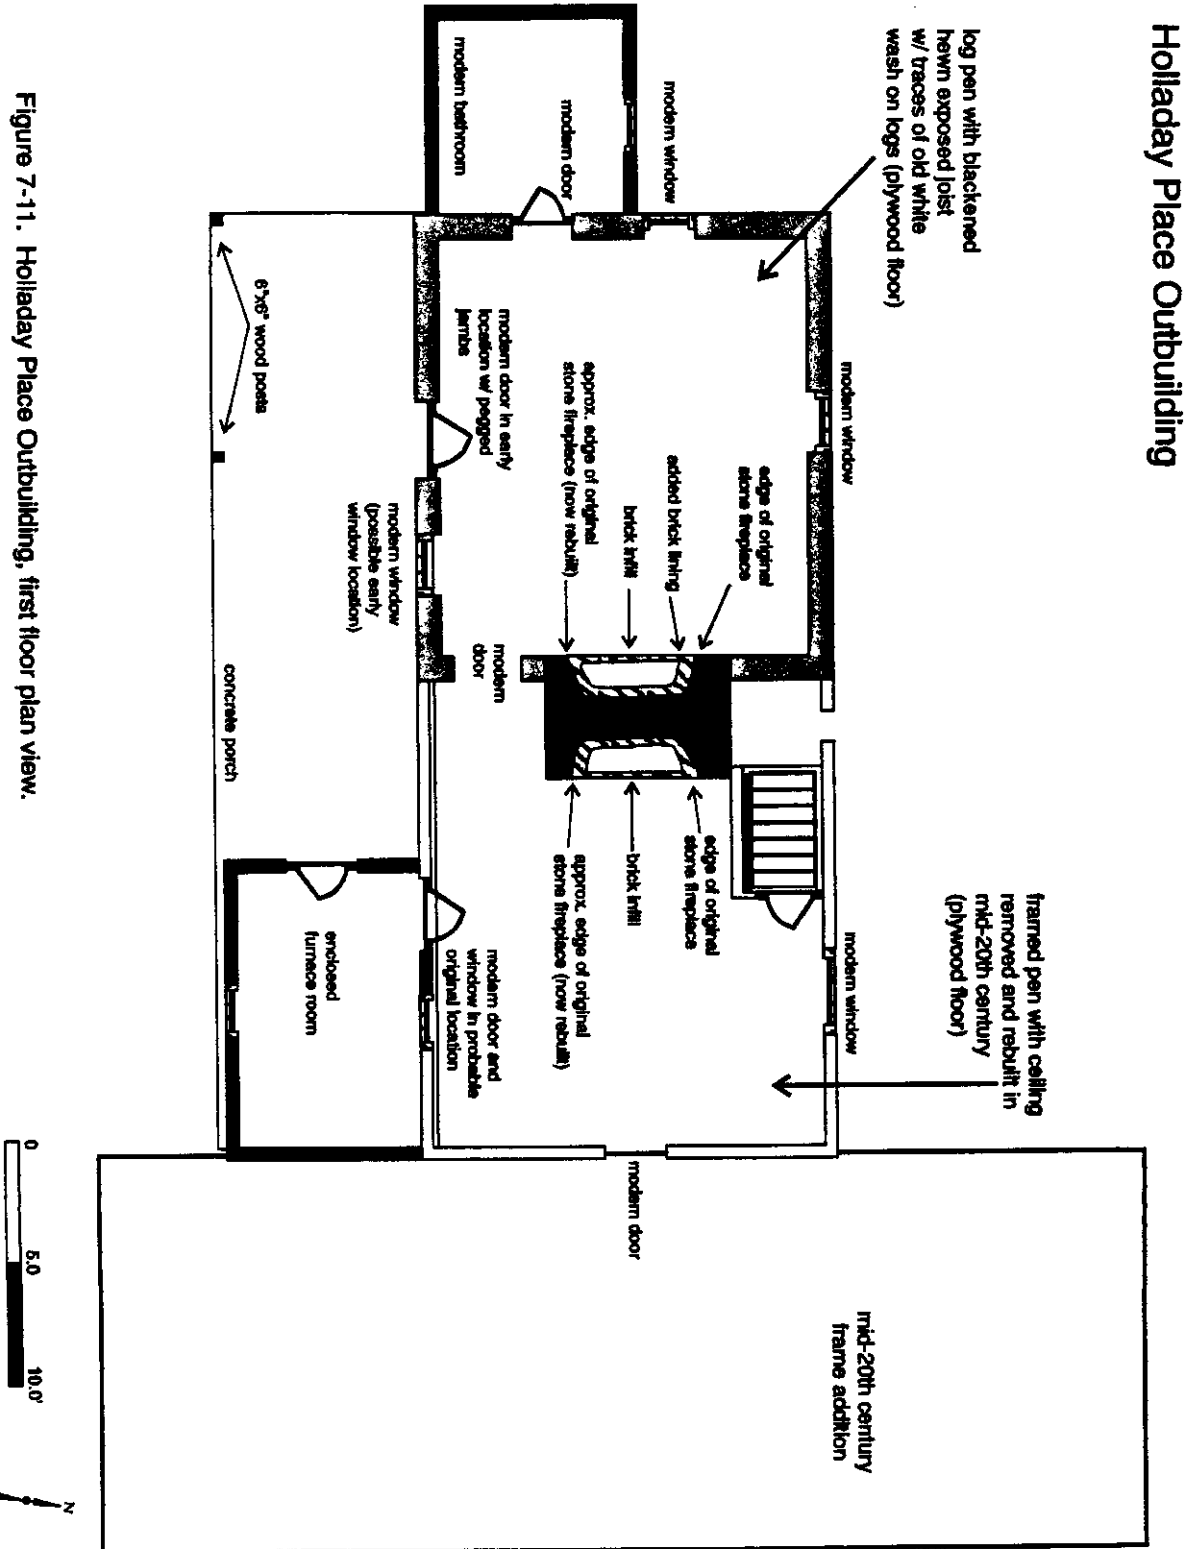 Holladay Place Outbuilding
log pen with blackened
hewn exposed joist
w/ traces of old white
wash on logs (plywood floor)
framed pen with ceiling
removed and rebuilt in
mid-20th century
(plywood floor)
modern window
modern window
modern window
modern door
modern bathroom
edge of original
stone fireplace
added brick lining
brick infill
approx. edge of original
stone fireplace (now rebuilt)
edge of original
stone fireplace
brick infill
approx. edge of original
stone fireplace (now rebuilt)
modern door in early
location w/ pegged
jambs
modern
door
modern window
(possible early
window location)
modern door and
window in probable
original location
modern door
mid-20th century
frame addition
enclosed
furnace room
6"x6" wood posts
concrete porch
0 5.0 10.0'
N
Figure 7-11. Holladay Place Outbuilding, first floor plan view.